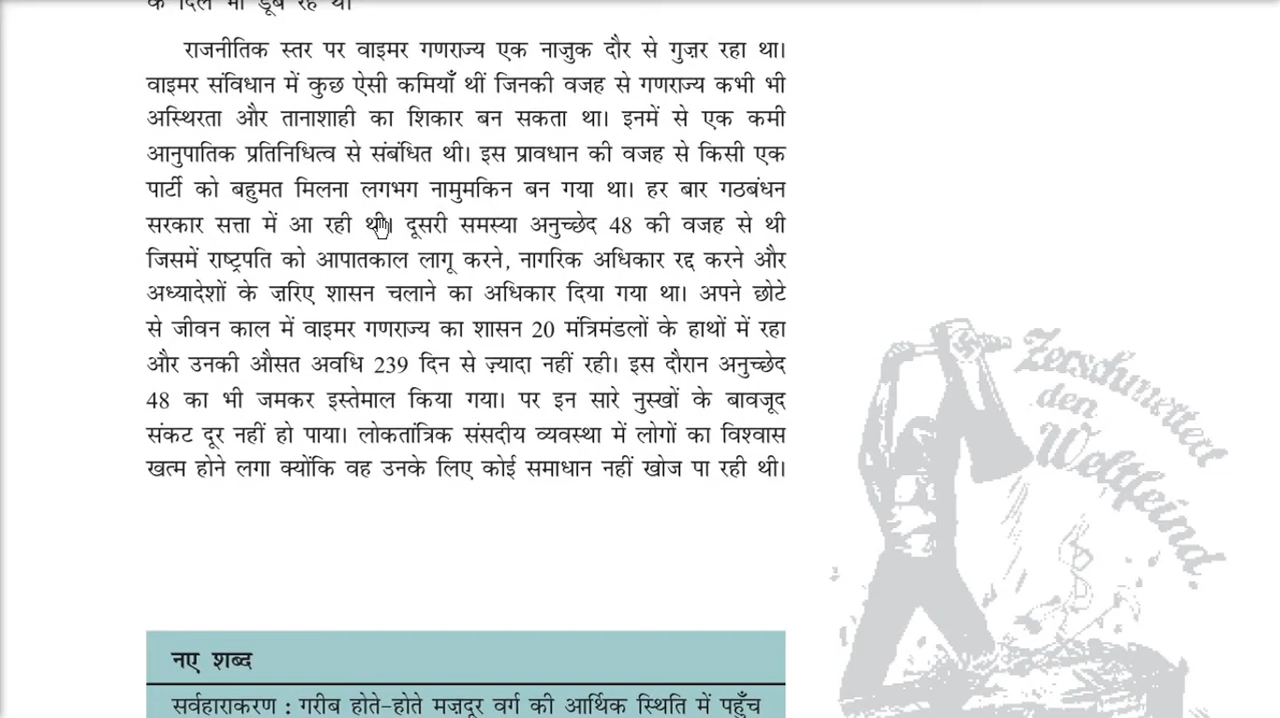 के दिल भी डूब रहे थे।
राजनीतिक स्तर पर वाइमर गणराज्य एक नाज़ुक दौर से गुज़र रहा था।
वाइमर संविधान में कुछ ऐसी कमियाँ थीं जिनकी वजह से गणराज्य कभी भी
अस्थिरता और तानाशाही का शिकार बन सकता था। इनमें से एक कमी
आनुपातिक प्रतिनिधित्व से संबंधित थी। इस प्रावधान की वजह से किसी एक
पार्टी को बहुमत मिलना लगभग नामुमकिन बन गया था। हर बार गठबंधन
सरकार सत्ता में आ रही थी। दूसरी समस्या अनुच्छेद 48 की वजह से थी
जिसमें राष्ट्रपति को आपातकाल लागू करने, नागरिक अधिकार रद्द करने और
अध्यादेशों के ज़रिए शासन चलाने का अधिकार दिया गया था। अपने छोटे
से जीवन काल में वाइमर गणराज्य का शासन 20 मंत्रिमंडलों के हाथों में रहा
और उनकी औसत अवधि 239 दिन से ज़्यादा नहीं रही। इस दौरान अनुच्छेद
48 का भी जमकर इस्तेमाल किया गया। पर इन सारे नुस्खों के बावजूद
संकट दूर नहीं हो पाया। लोकतांत्रिक संसदीय व्यवस्था में लोगों का विश्वास
खत्म होने लगा क्योंकि वह उनके लिए कोई समाधान नहीं खोज पा रही थी।
Zerschmettert
den
Weltfeind.
नए शब्द
सर्वहाराकरण : गरीब होते-होते मज़दूर वर्ग की आर्थिक स्थिति में पहुँच